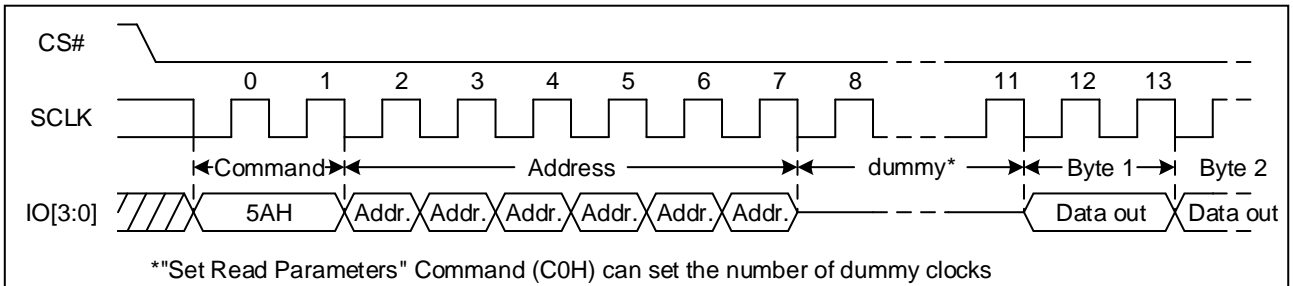 CS#
0 1 2 3 4 5 6 7 8 11 12 13
SCLK
Command Address dummy* Byte 1 Byte 2
IO[3:0] 5AH Addr. Addr. Addr. Addr. Addr. Addr. Data out Data out
*"Set Read Parameters" Command (C0H) can set the number of dummy clocks